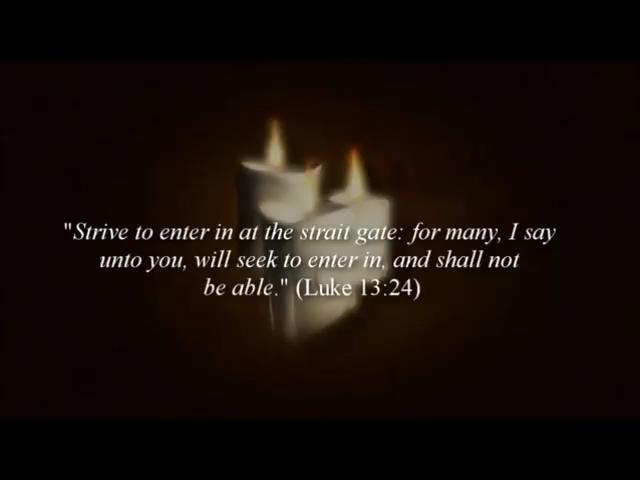 "Strive to enter in at the strait gate: for many, I say
unto you, will seek to enter in, and shall not
be able." (Luke 13:24)